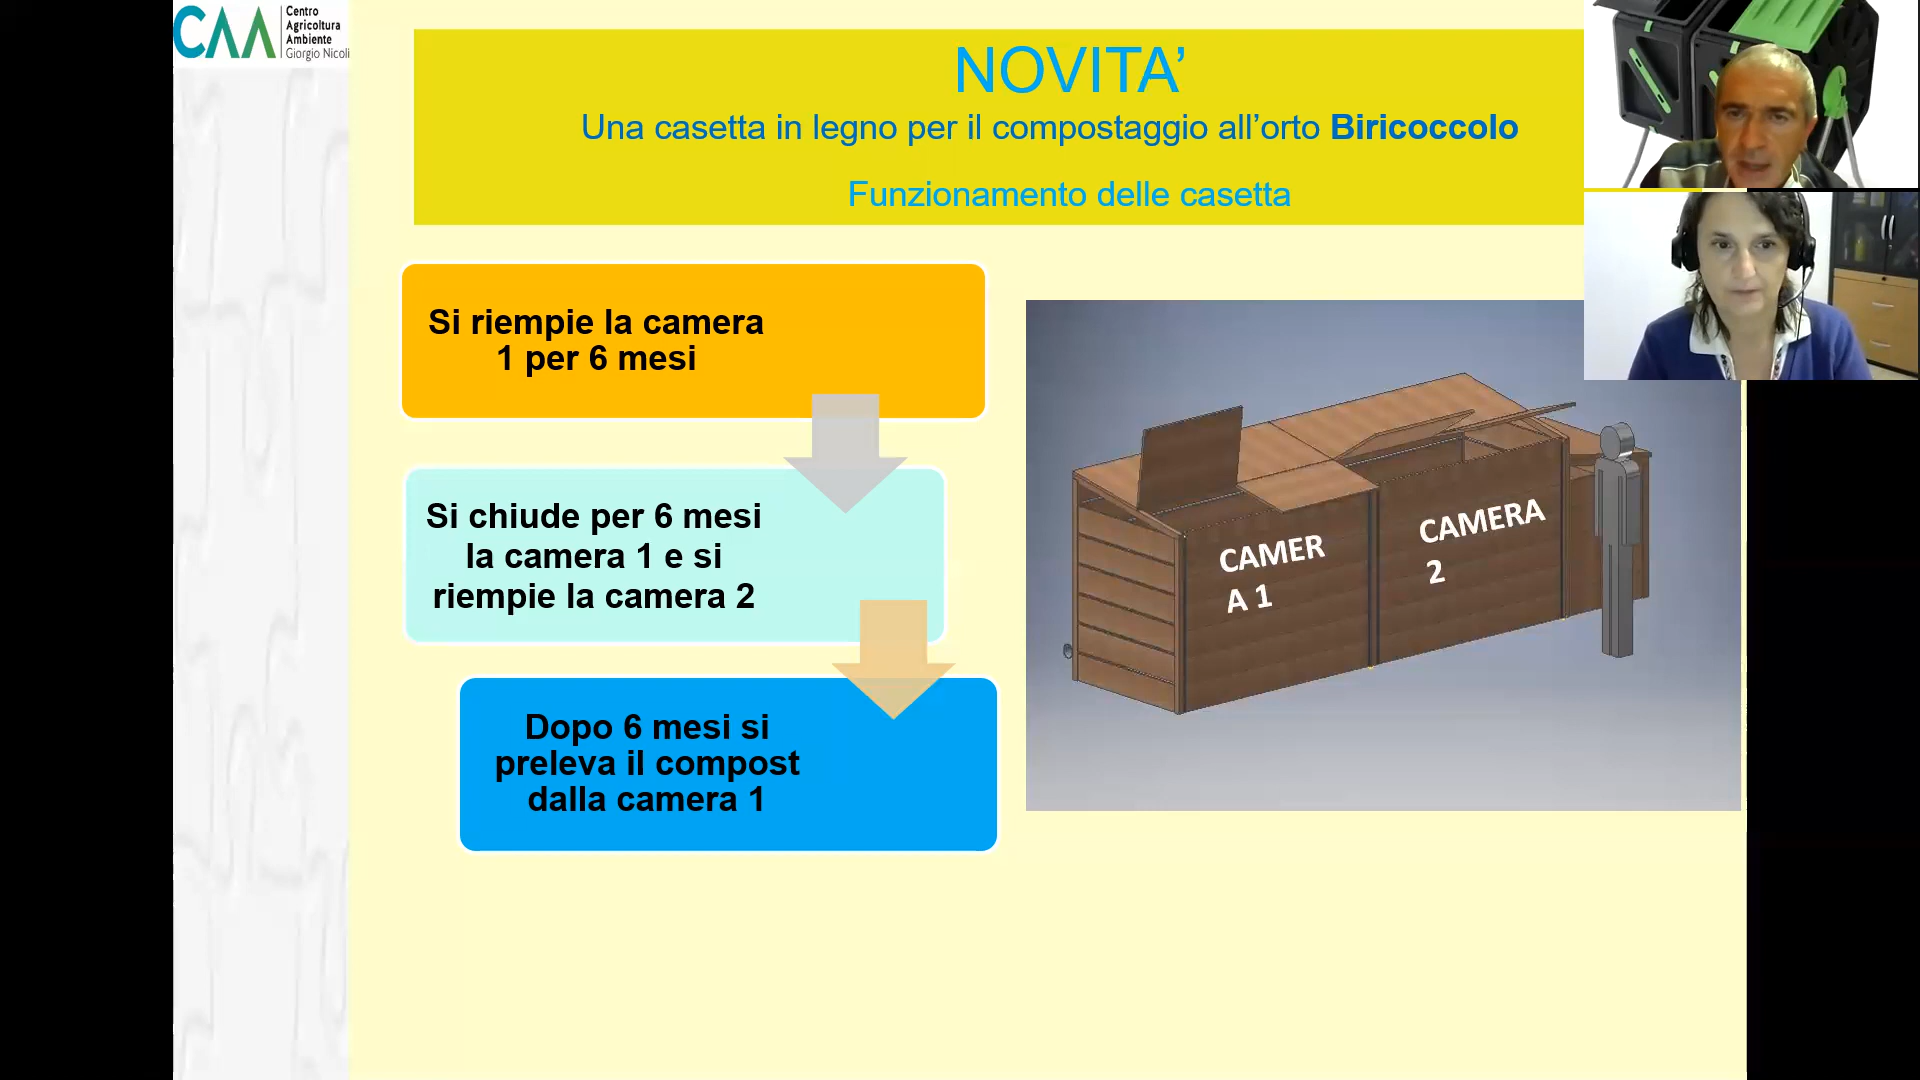 CAA
Centro
Agricoltura
Ambiente
Giorgio Nicoli
NOVITA’
Una casetta in legno per il compostaggio all’orto Biricoccolo
Funzionamento delle casetta
Si riempie la camera
1 per 6 mesi
Si chiude per 6 mesi
la camera 1 e si
riempie la camera 2
Dopo 6 mesi si
preleva il compost
dalla camera 1
CAMER
A 1
CAMERA
2